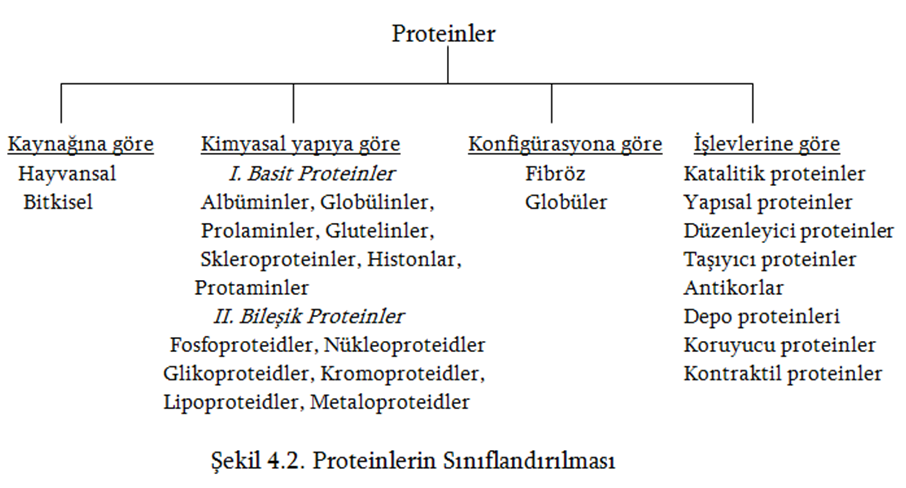 Proteinler
Kaynağına göre
Hayvansal
Bitkisel
Kimyasal yapıya göre
I. Basit Proteinler
Albüminler, Globülinler,
Prolaminler, Glutelinler,
Skleroproteinler, Histonlar,
Protaminler
II. Bileşik Proteinler
Fosfoproteidler, Nükleoproteidler
Glikoproteidler, Kromoproteidler,
Lipoproteidler, Metaloproteidler
Konfigürasyona göre
Fibröz
Globüler
İşlevlerine göre
Katalitik proteinler
Yapısal proteinler
Düzenleyici proteinler
Taşıyıcı proteinler
Antikorlar
Depo proteinleri
Koruyucu proteinler
Kontraktil proteinler
Şekil 4.2. Proteinlerin Sınıflandırılması